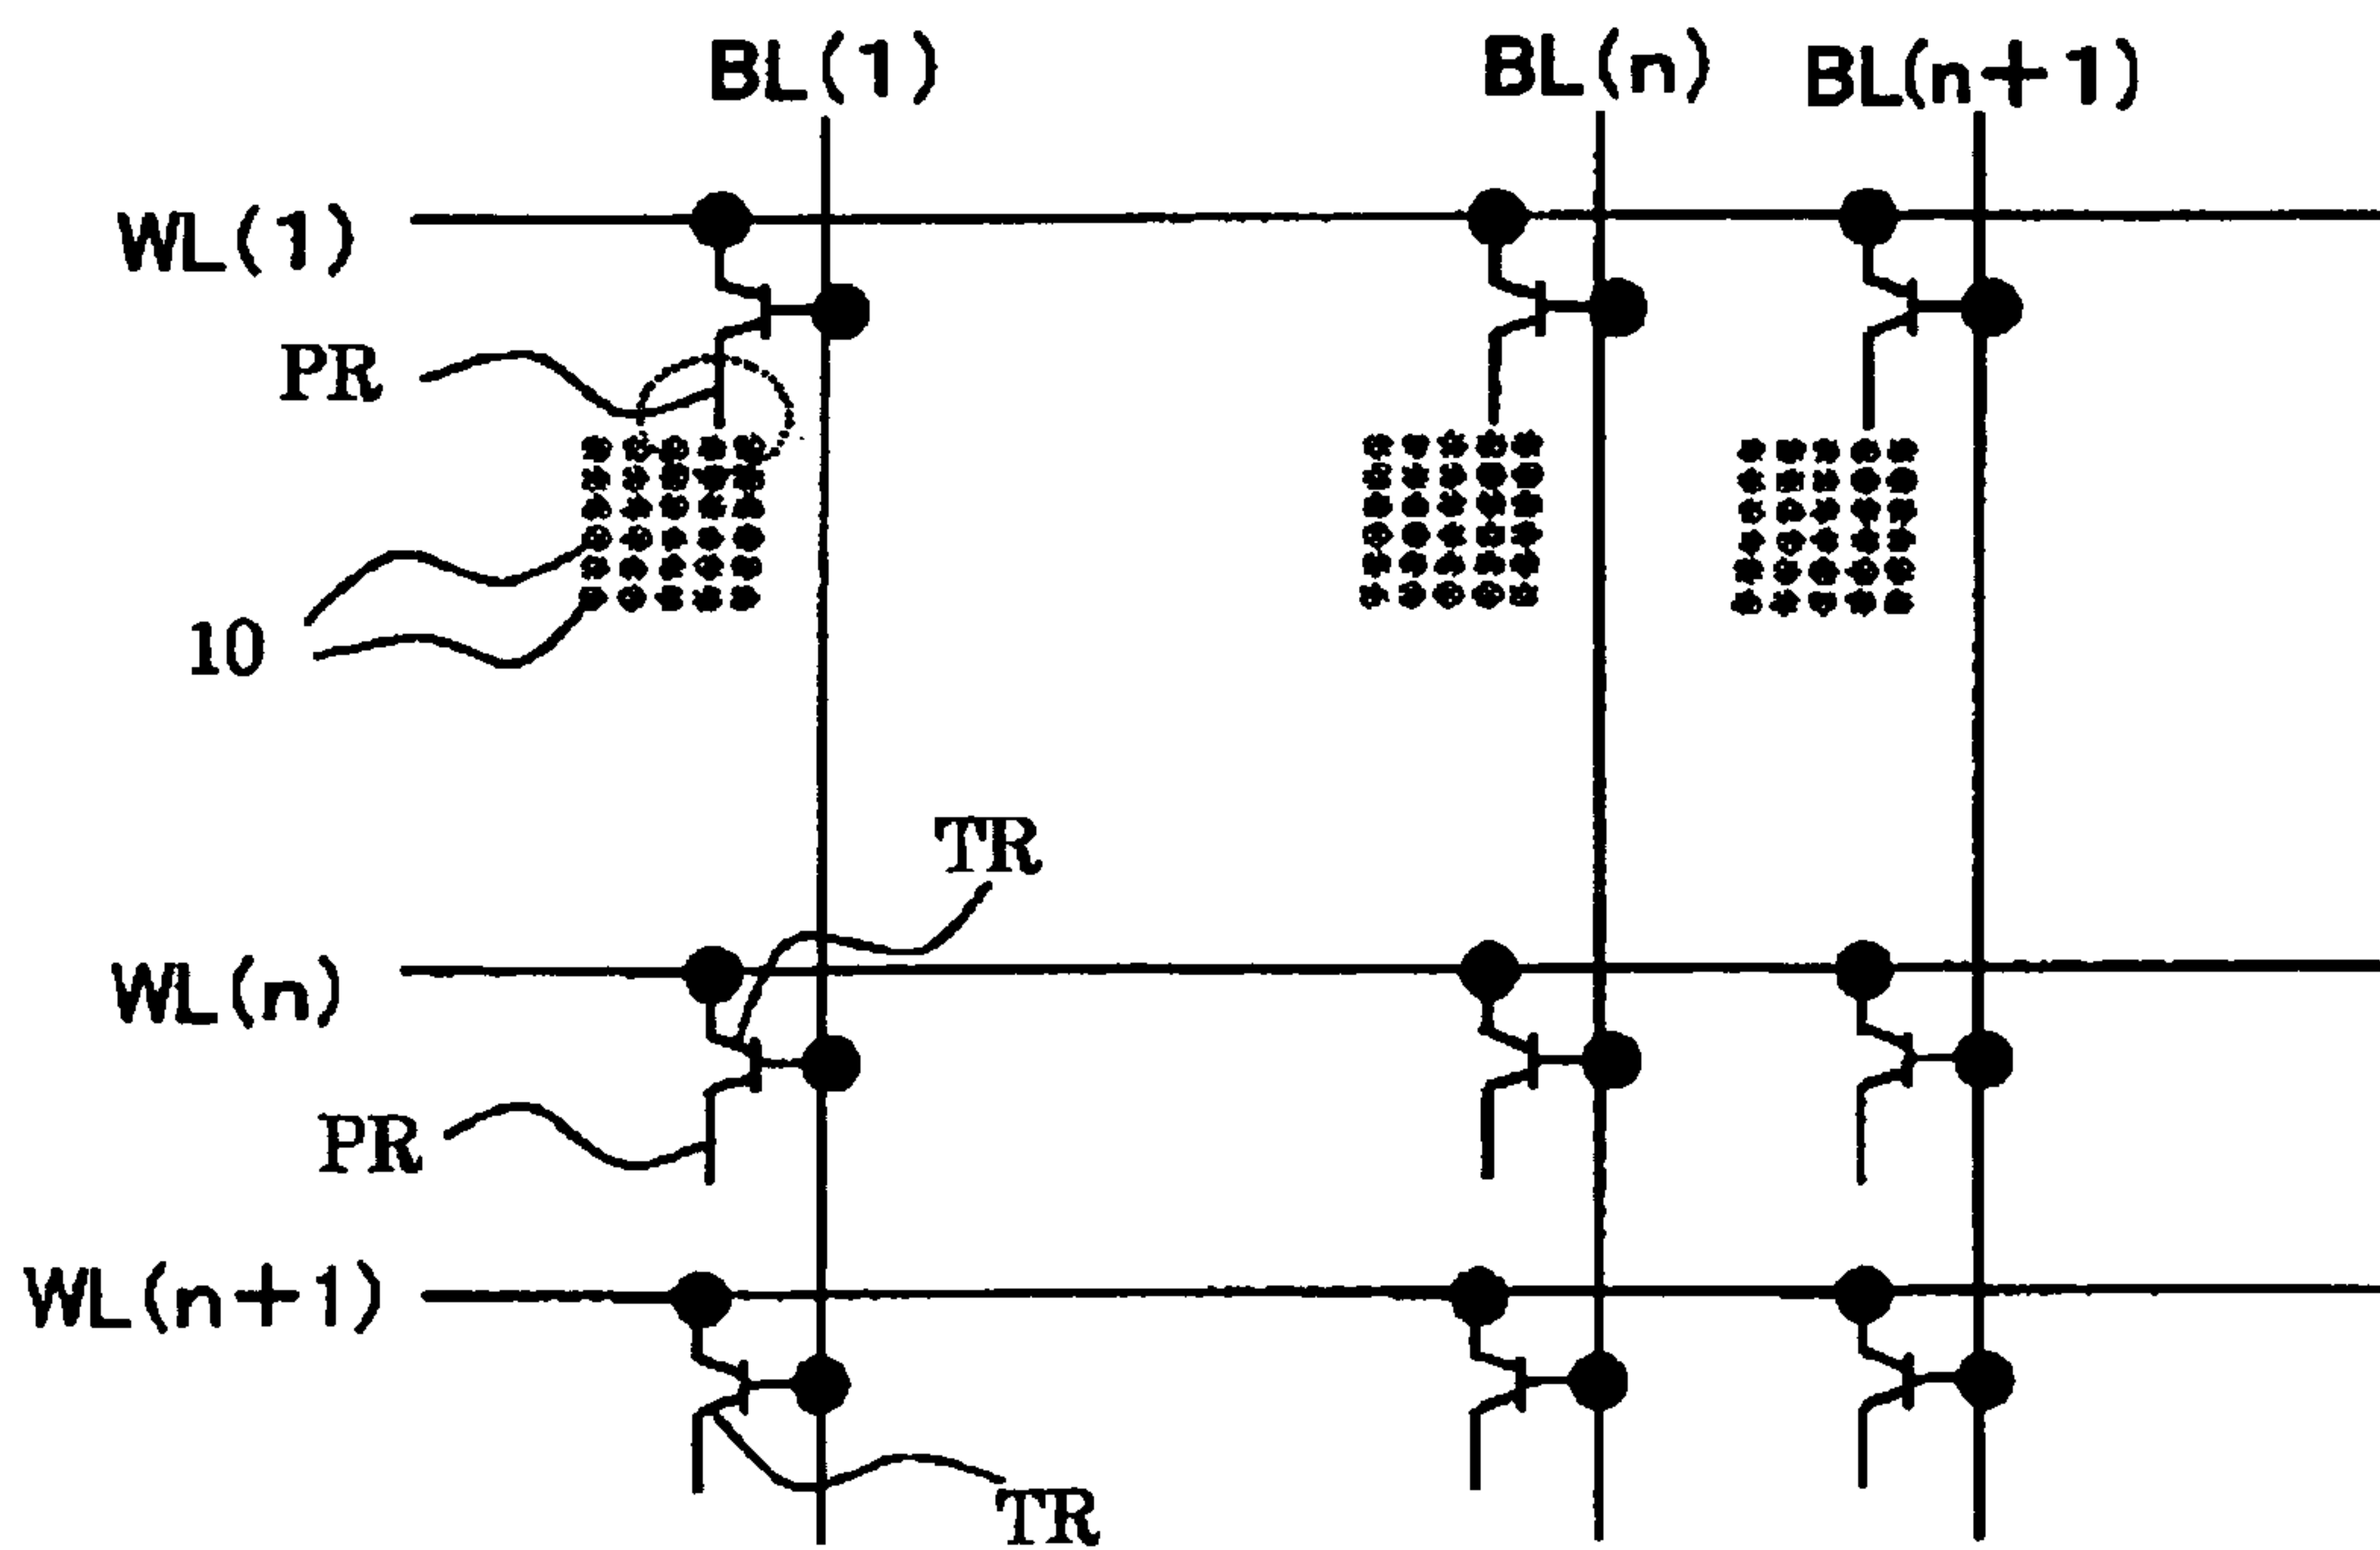 BL(1)
BL(n)
BL(n+1)
WL(1)
PR
10
TR
WL(n)
PR
WL(n+1)
TR